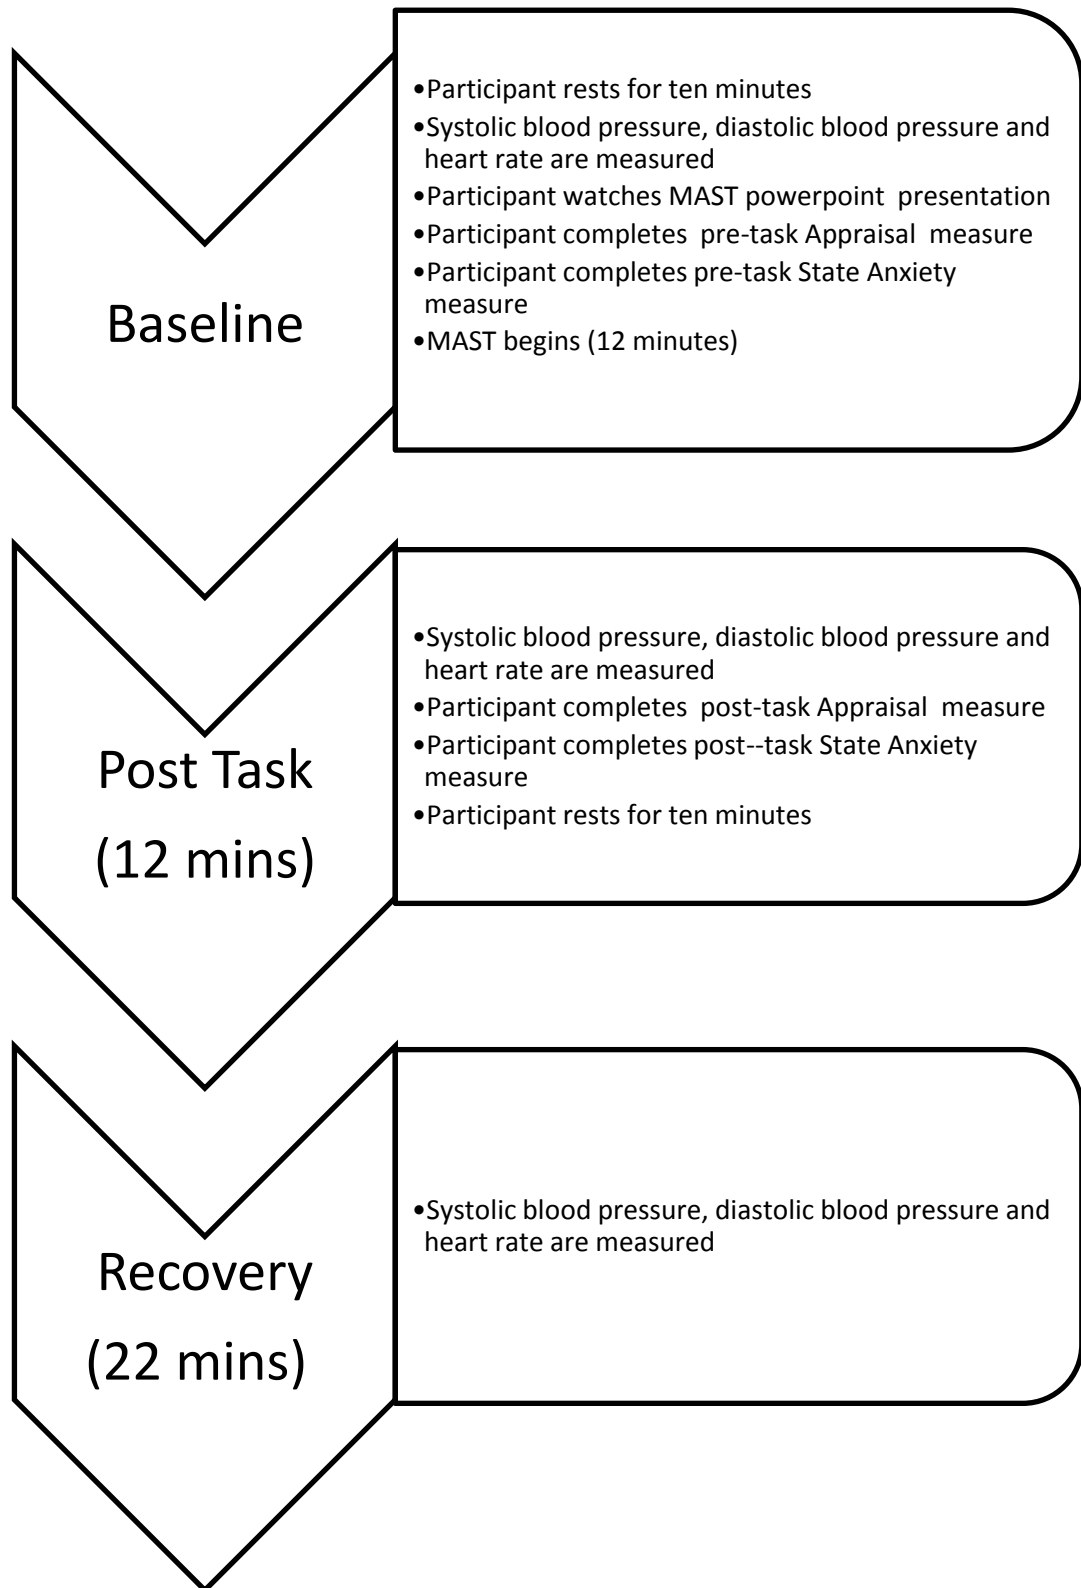 Baseline
•Participant rests for ten minutes
•Systolic blood pressure, diastolic blood pressure and
heart rate are measured
•Participant watches MAST powerpoint  presentation
•Participant completes  pre-task Appraisal  measure
•Participant completes pre-task State Anxiety
measure
•MAST begins (12 minutes)
Post Task
(12 mins)
•Systolic blood pressure, diastolic blood pressure and
heart rate are measured
•Participant completes  post-task Appraisal  measure
•Participant completes post--task State Anxiety
measure
•Participant rests for ten minutes
Recovery
(22 mins)
•Systolic blood pressure, diastolic blood pressure and
heart rate are measured